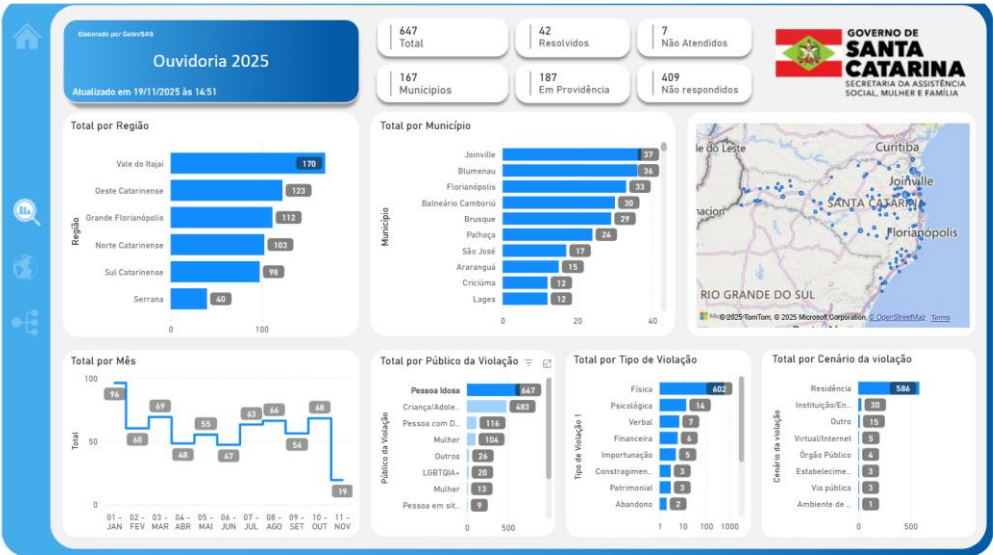 Elaborado por Getin/SAS
Ouvidoria 2025
Atualizado em 19/11/2025 às 14:51
647
Total
42
Resolvidos
7
Não Atendidos
167
Municipios
187
Em Providência
409
Não respondidos
GOVERNO DE
SANTA
CATARINA
SECRETARIA DA ASSISTÊNCIA
SOCIAL, MULHER E FAMÍLIA
Total por Região
Região
Vale do Itajai 170
Oeste Catarinense 123
Grande Florianópolis 112
Norte Catarinense 103
Sul Catarinense 98
Serrana 40
0 100
Total por Município
Município
Joinville 37
Blumenau 36
Florianópolis 33
Balneário Camboriú 30
Brusque 29
Palhoça 24
São José 17
Araranguá 15
Criciúma 12
Lages 12
0 20 40
le do Leste
Curitiba
Joinville
nacion
SANTA CATARINA
Florianópolis
RIO GRANDE DO SUL
© 2025 TomTom, © 2025 Microsoft Corporation, © OpenStreetMap Terms
Total por Mês
Total
100
50
0
96 60 69 48 55 47 63 66 56 68 19
01 - JAN
02 - FEV
03 - MAR
04 - ABR
05 - MAI
06 - JUN
07 - JUL
08 - AGO
09 - SET
10 - OUT
11 - NOV
Total por Público da Violação
Público da Violação
Pessoa Idosa 647
Criança/Adole... 483
Pessoa com D... 116
Mulher 104
Outros 26
LGBTQIA+ 20
Mulher 13
Pessoa em sit... 9
0 500
Total por Tipo de Violação
Tipo de Violação 1
Física 602
Psicológica 14
Verbal 7
Financeira 6
Importunação 5
Constragimen... 3
Patrimonial 3
Abandono 2
1 10 100 1000
Total por Cenário da violação
Cenário da violação
Residência 586
Instituição/En... 30
Outro 15
Virtual/Internet 5
Órgão Público 4
Estabelecime... 3
Via pública 3
Ambiente de ... 1
0 500